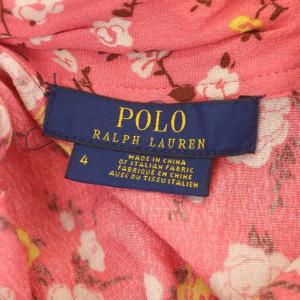 POLO
RALPH LAUREN
4
MADE IN CHINA
OF ITALIAN FABRIC
FABRIQUÉ EN CHINE
AVEC DU TISSU ITALIEN